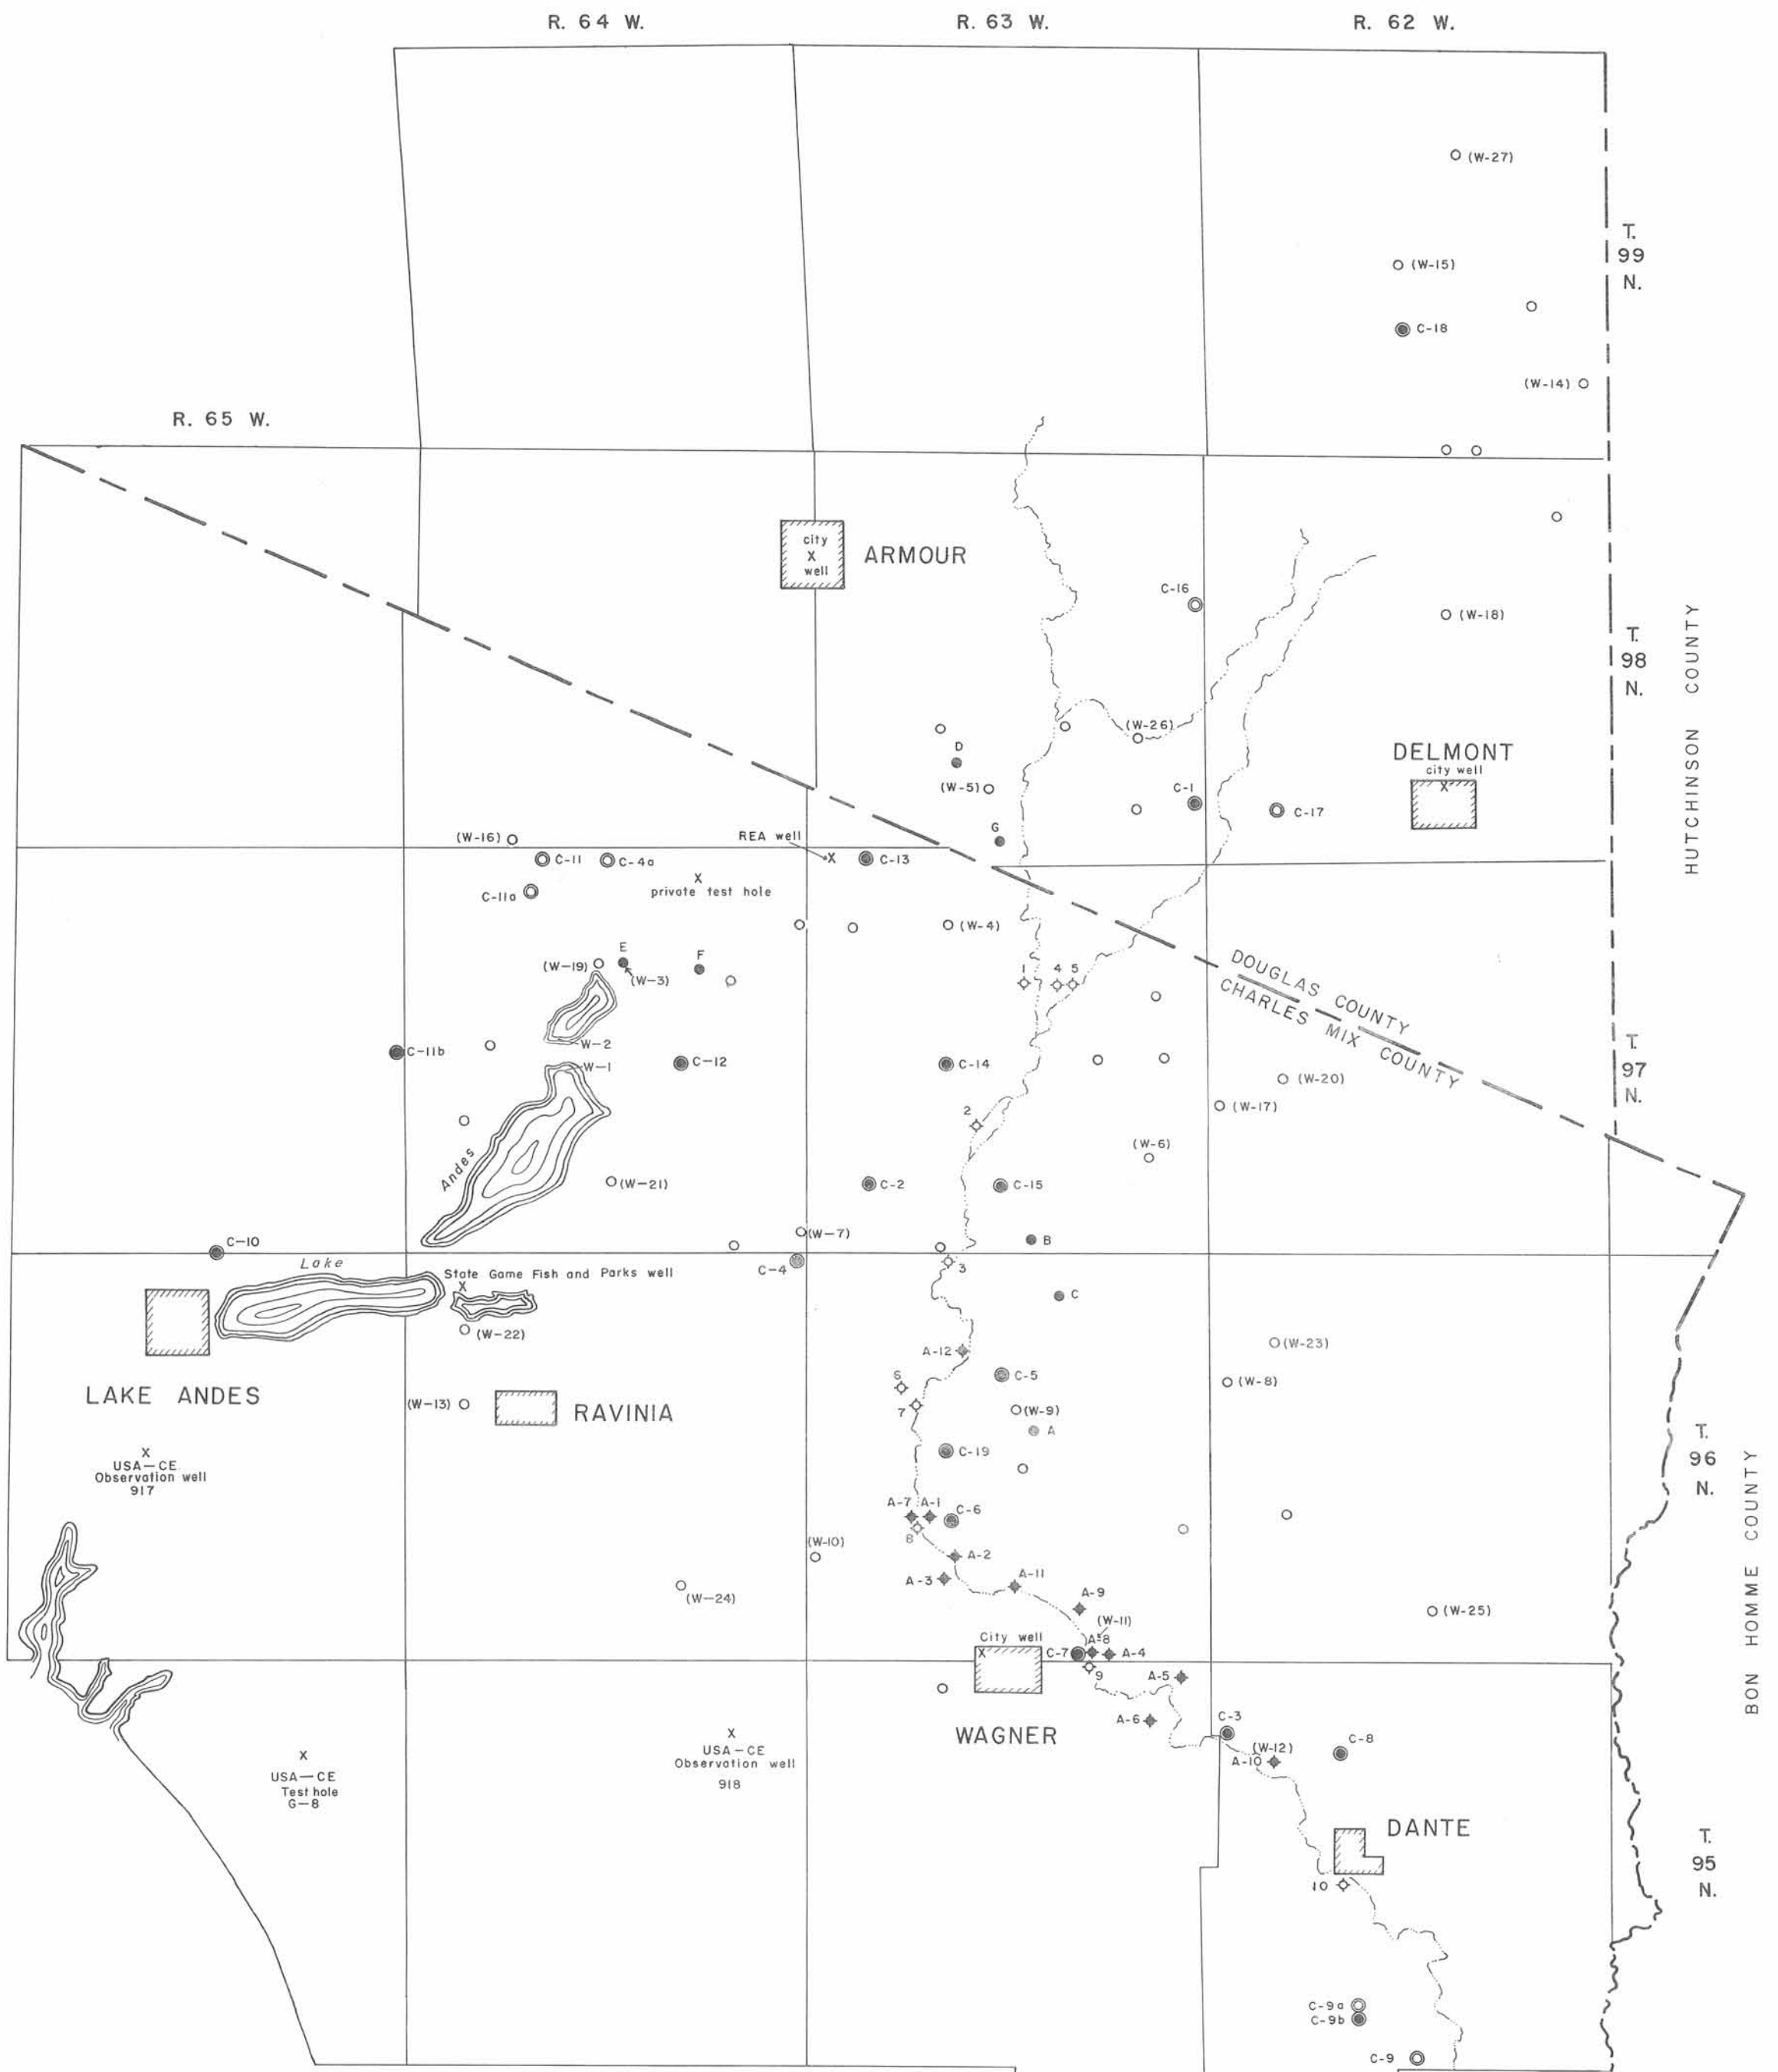 R. 64 W.
R. 63 W.
R. 62 W.
(W-27)
T.
99
N.
(W-15)
C-18
(W-14)
R. 65 W.
city
X
well
ARMOUR
C-16
(W-18)
T.
98
N.
HUTCHINSON COUNTY
(W-26)
D
DELMONT
city well
X
(W-5)
C-1
C-17
G
(W-16)
REA well
X
C-13
C-11
C-4a
X
private test hole
C-11a
(W-4)
E
F
(W-19)
(W-3)
1
4
5
DOUGLAS COUNTY
CHARLES MIX COUNTY
W-2
C-11b
W-1
C-12
C-14
T.
97
N.
(W-20)
(W-17)
2
(W-6)
Andes
(W-21)
C-2
C-15
(W-7)
B
C-10
Lake
C-4
3
State Game Fish and Parks well
X
C
(W-22)
(W-23)
A-12
C-5
(W-8)
6
LAKE ANDES
(W-13)
RAVINIA
7
(W-9)
A
X
USA-CE
Observation well
917
C-19
T.
96
N.
BON HOMME COUNTY
A-7
A-1
C-6
8
(W-10)
A-2
A-3
A-11
(W-24)
A-9
(W-11)
(W-25)
City well
X
C-7
A-8
A-4
9
A-5
A-6
WAGNER
C-3
X
USA-CE
Observation well
918
(W-12)
A-10
C-8
X
USA-CE
Test hole
G-8
DANTE
T.
95
N.
10
C-9a
C-9b
C-9